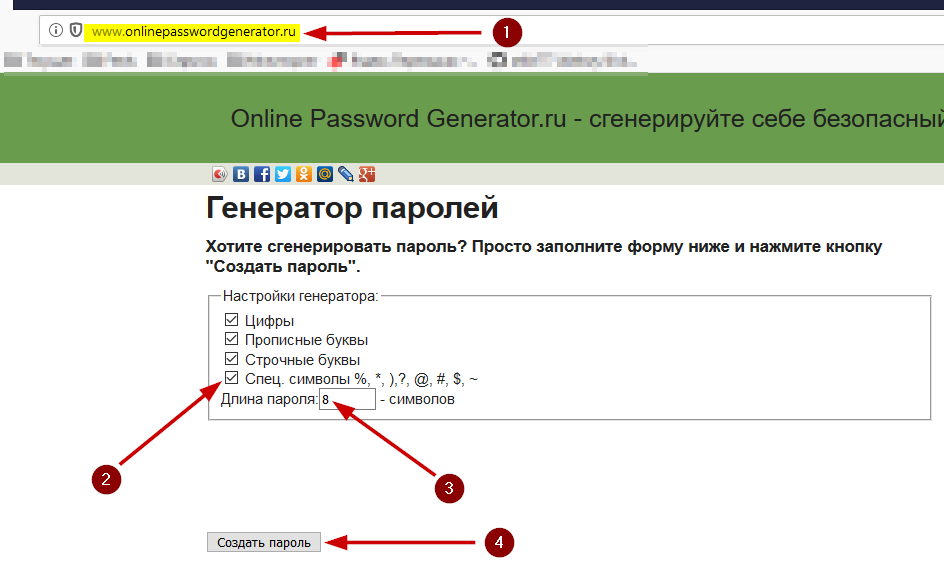 www.onlinepasswordgenerator.ru
1
Online Password Generator.ru - сгенерируйте себе безопасный
Генератор паролей
Хотите сгенерировать пароль? Просто заполните форму ниже и нажмите кнопку
"Создать пароль".
Настройки генератора:
Цифры
Прописные буквы
Строчные буквы
Спец. символы %, *, ),?, @, #, $, ~
Длина пароля: 8 - символов
2
3
Создать пароль
4